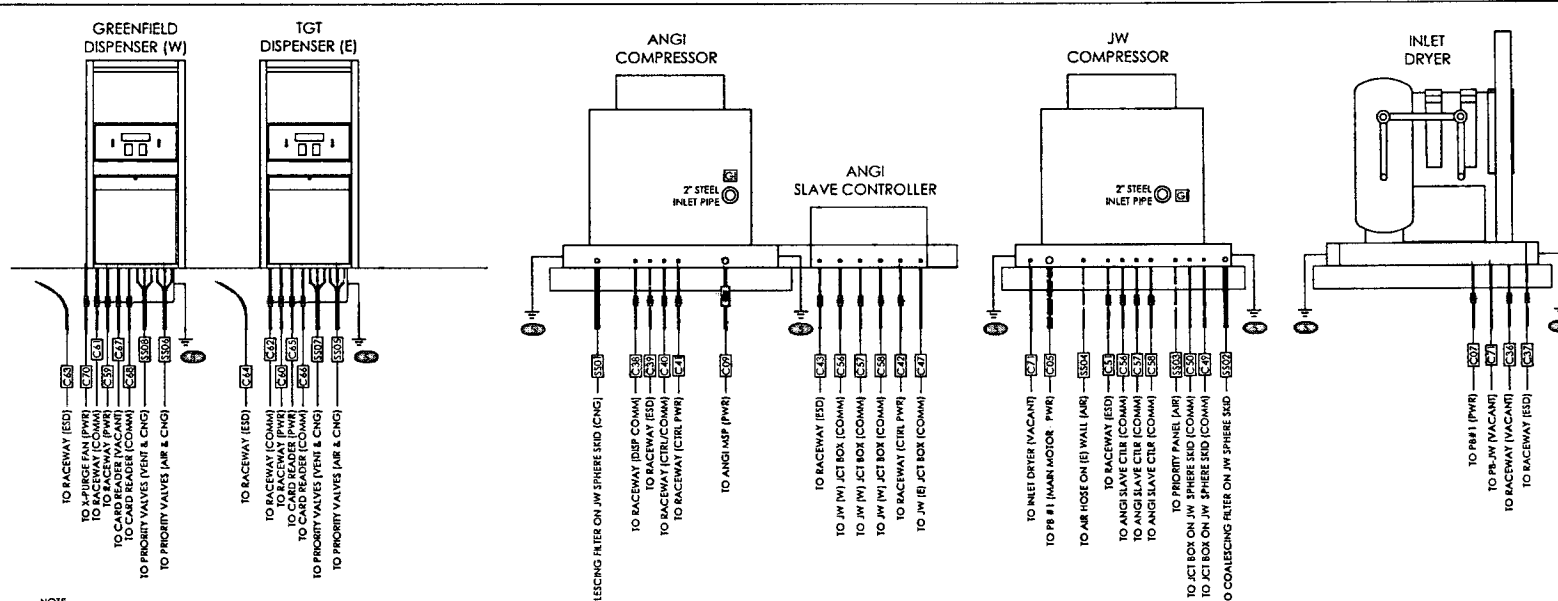 GREENFIELD
DISPENSER (W)
TGT
DISPENSER (E)
ANGI
COMPRESSOR
ANGI
SLAVE CONTROLLER
JW
COMPRESSOR
INLET
DRYER
GI
2" STEEL
INLET PIPE
2" STEEL
INLET PIPE
GI
C63
C70
C61
C59
C67
C68
SS08
SS06
C64
C62
C60
C65
C66
SS07
SS05
SS01
C38
C39
C40
C41
C09
C43
C56
C57
C58
C42
C47
C71
C05
SS04
C51
C56
C57
C58
SS03
C50
C49
SS02
C07
C71
C36
C37
TO RACEWAY (ESD)
TO X-PURGE FAN (PWR)
TO RACEWAY (COMM)
TO RACEWAY (PWR)
TO CARD READER (VACANT)
TO CARD READER (COMM)
TO PRIORITY VALVES (VENT & CNG)
TO PRIORITY VALVES (AIR & CNG)
TO RACEWAY (ESD)
TO RACEWAY (COMM)
TO RACEWAY (PWR)
TO CARD READER (PWR)
TO CARD READER (COMM)
TO PRIORITY VALVES (VENT & CNG)
TO PRIORITY VALVES (AIR & CNG)
LESCING FILTER ON JW SPHERE SKID (CNG)
TO RACEWAY (DISP COMM)
TO RACEWAY (ESD)
TO RACEWAY (CTRL/COMM)
TO RACEWAY (CTRL PWR)
TO ANGI MSP (PWR)
TO RACEWAY (ESD)
TO JW (W) JCT BOX (COMM)
TO JW (W) JCT BOX (COMM)
TO JW (W) JCT BOX (COMM)
TO RACEWAY (CTRL PWR)
TO JW (E) JCT BOX (COMM)
TO INLET DRYER (VACANT)
TO PB #1 (MAIN MOTOR PWR)
TO AIR HOSE ON (E) WALL (AIR)
TO RACEWAY (ESD)
TO ANGI SLAVE CTLR (COMM)
TO ANGI SLAVE CTLR (COMM)
TO ANGI SLAVE CTLR (COMM)
TO PRIORITY PANEL (AIR)
TO JCT BOX ON JW SPHERE SKID (COMM)
TO JCT BOX ON JW SPHERE SKID (COMM)
O COALESCING FILTER ON JW SPHERE SKID
TO PB#1 (PWR)
TO PB-JW (VACANT)
TO RACEWAY (VACANT)
TO RACEWAY (ESD)
NOTE